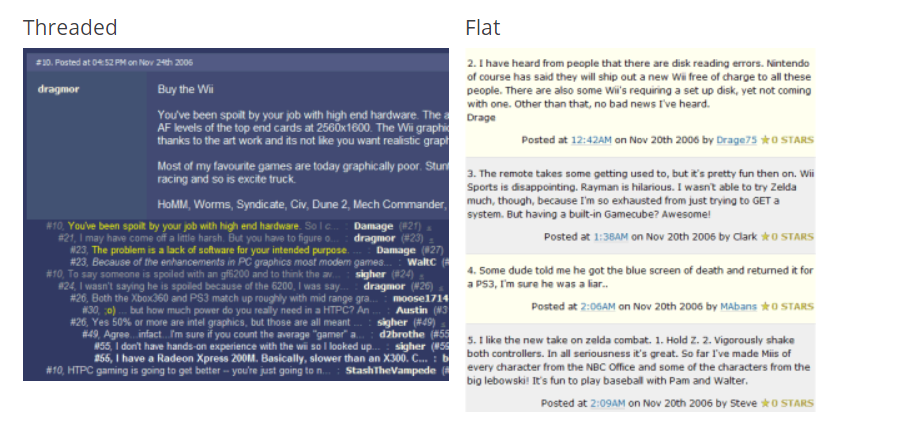 Threaded
#10. Posted at 04:52 PM on Nov 24th 2006
dragmor
Buy the Wii
You've been spoilt by your job with high end hardware. The a
AF levels of the top end cards at 2560x1600. The Wii graphic
thanks to the art work and its not like you want realistic graph
Most of my favourite games are today graphically poor. Stun
racing and so is excite truck.
HoMM, Worms, Syndicate, Civ, Dune 2, Mech Commander,
#10, You've been spoilt by your job with high end hardware. So I c... : Damage (#21)
#21, I may have come off a little harsh. But you have to figure o... : dragmor (#23)
#23, The problem is a lack of software for your intended purpose. : Damage (#27)
#23, Because of the enhancements in PC graphics most modern games... : WaltC (#
#10, To say someone is spoiled with an gf6200 and to think the av... : sigher (#24)
#24, I wasn't saying he is spoiled because of the 6200, I was say... : dragmor (#26)
#26, Both the Xbox360 and PS3 match up roughly with mid range gra... : moose1714
#30, ;o) ... but how much power do you really need in a HTPC? An ... : Austin (#3
#26, Yes 50% or more are intel graphics, but those are all meant ... : sigher (#49)
#49, Agree...infact...I'm sure if you count the average "gamer" a... : d2brothe (#55
#55, I don't have hands-on experience with the wii so I looked up... : sigher (#59
#55, I have a Radeon Xpress 200M. Basically, slower than an X300. C... : b
#10, HTPC gaming is going to get better -- you're just going to n... : StashTheVampede (#
Flat
2. I have heard from people that there are disk reading errors. Nintendo
of course has said they will ship out a new Wii free of charge to all these
people. There are also some Wii's requiring a set up disk, yet not coming
with one. Other than that, no bad news I've heard.
Drage
Posted at 12:42AM on Nov 20th 2006 by Drage75 ★0 STARS
3. The remote takes some getting used to, but it's pretty fun then on. Wii
Sports is disappointing. Rayman is hilarious. I wasn't able to try Zelda
much, though, because I'm so exhausted from just trying to GET a
system. But having a built-in Gamecube? Awesome!
Posted at 1:38AM on Nov 20th 2006 by Clark ★0 STARS
4. Some dude told me he got the blue screen of death and returned it for
a PS3, I'm sure he was a liar..
Posted at 2:06AM on Nov 20th 2006 by MAbans ★0 STARS
5. I like the new take on zelda combat. 1. Hold Z. 2. Vigorously shake
both controllers. In all seriousness it's great. So far I've made Miis of
every character from the NBC Office and some of the characters from the
big lebowski! It's fun to play baseball with Pam and Walter.
Posted at 2:09AM on Nov 20th 2006 by Steve ★0 STARS